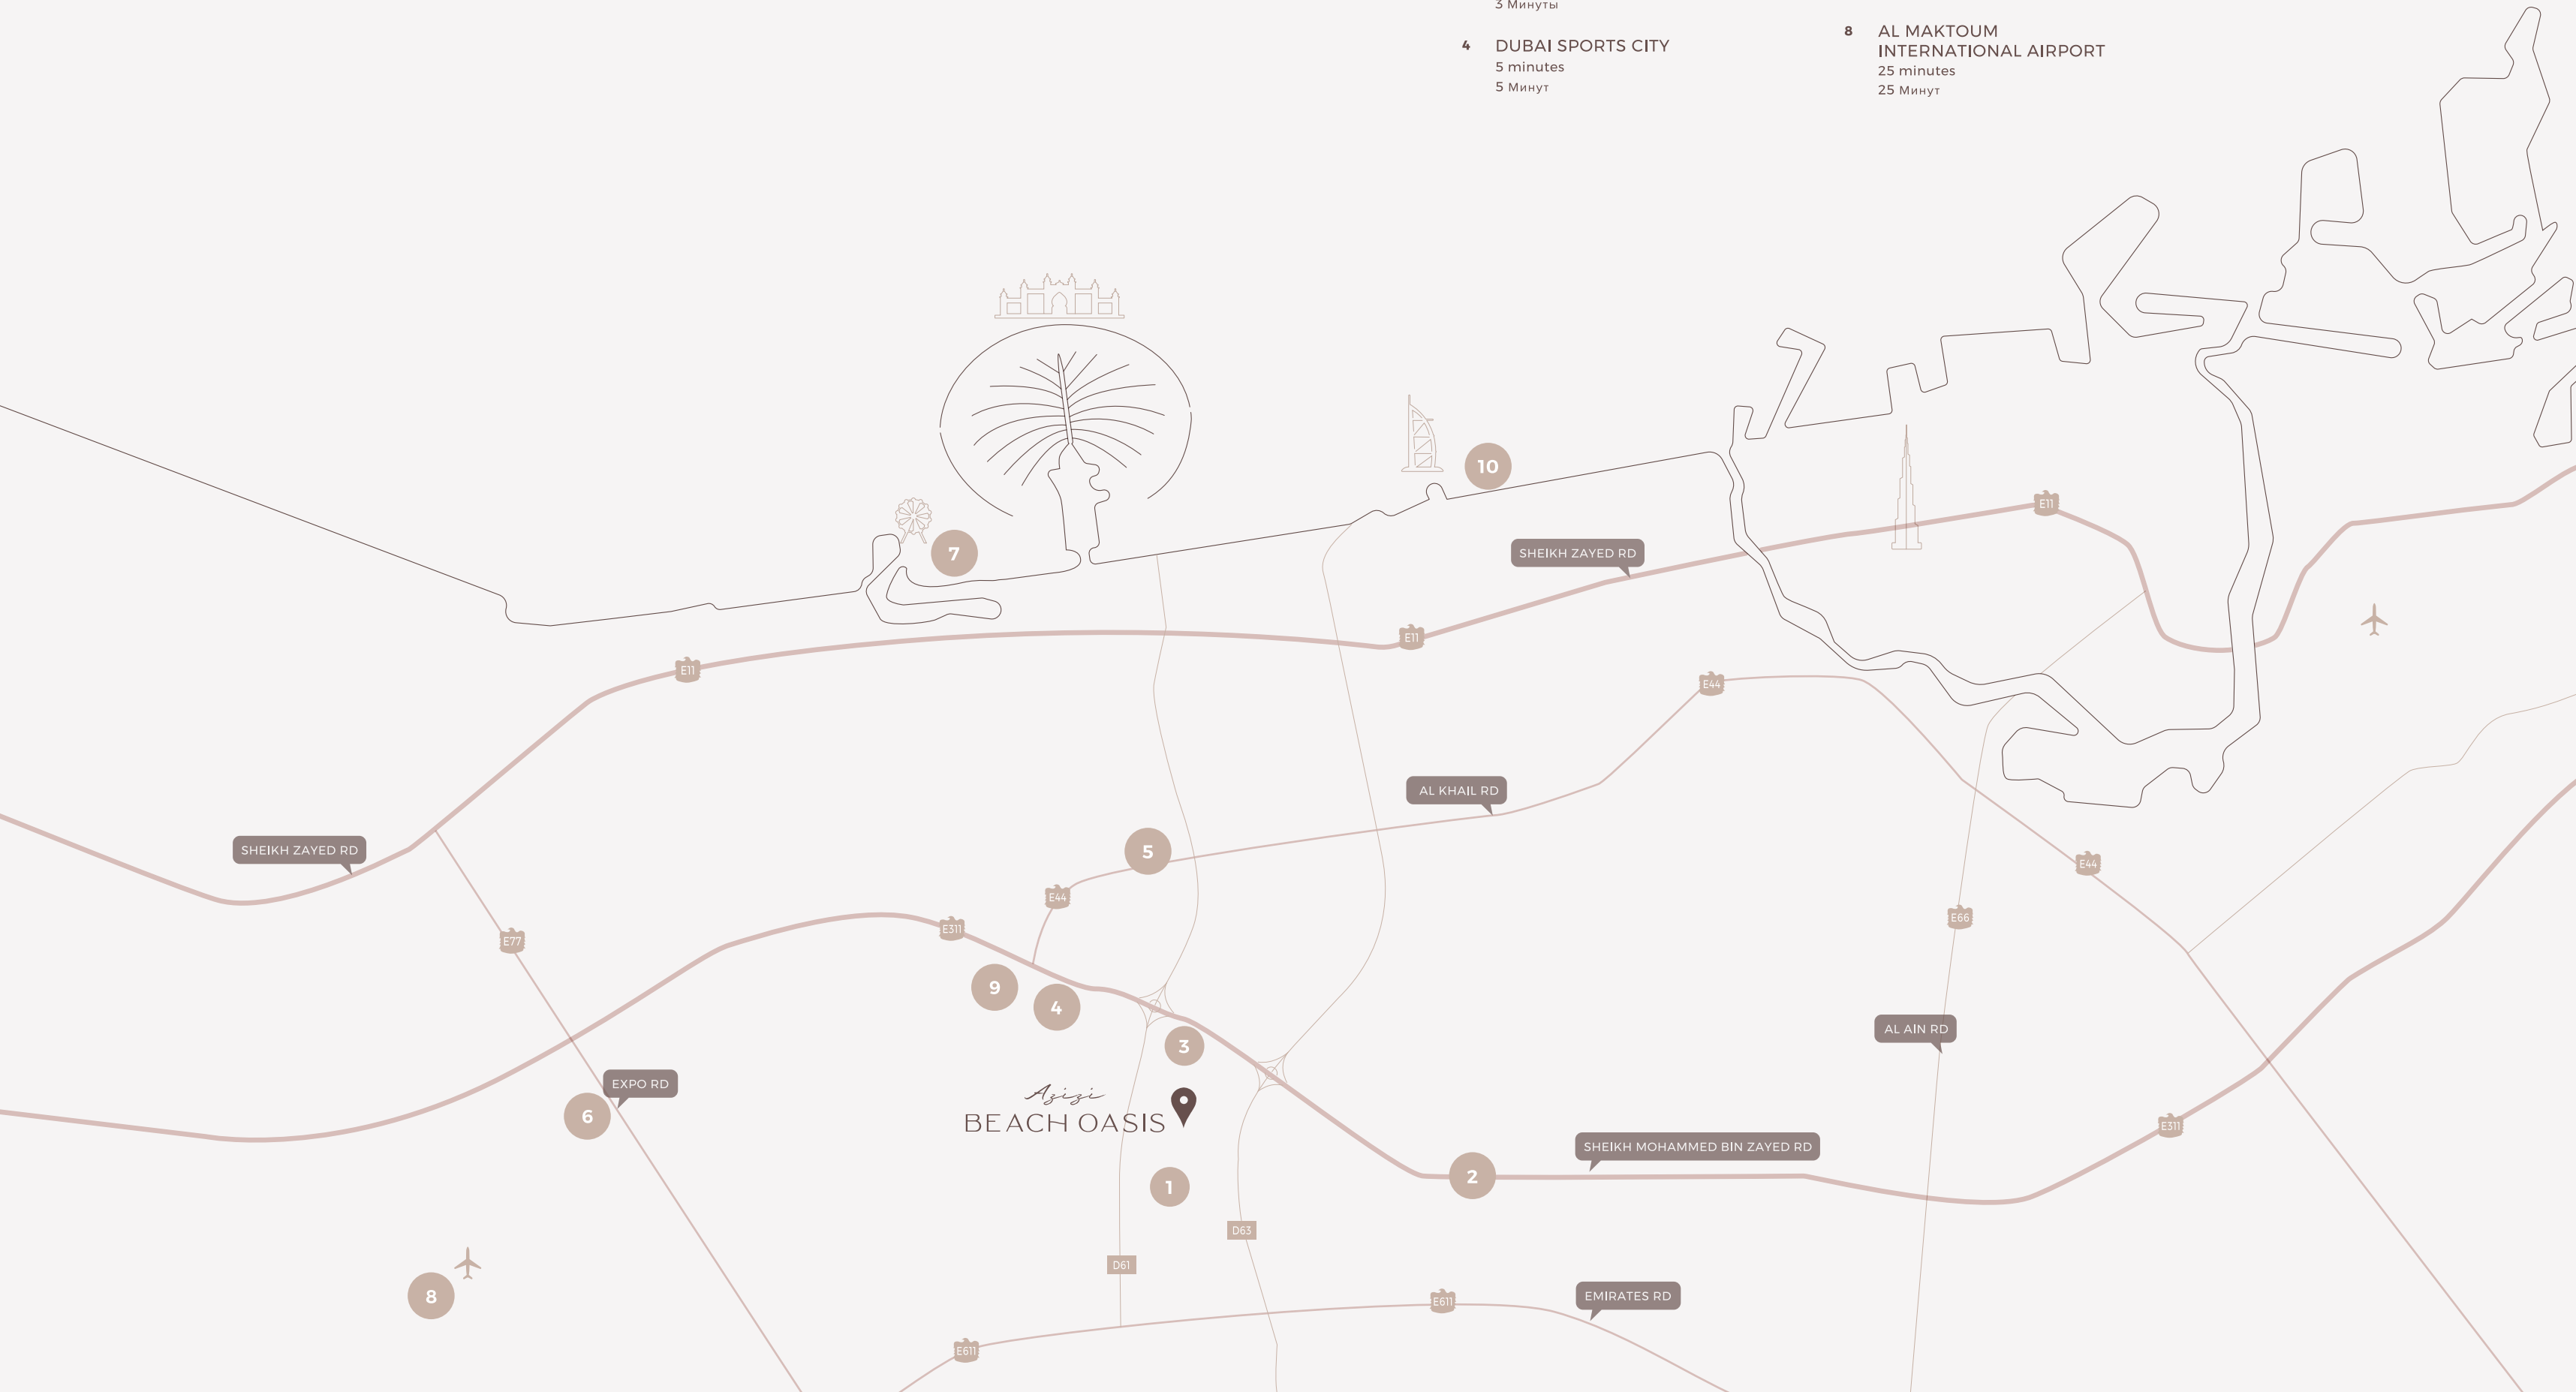 3 Минуты
4 DUBAI SPORTS CITY
5 minutes
5 Минут
8 AL MAKTOUM
INTERNATIONAL AIRPORT
25 minutes
25 Минут
10
E11
7
SHEIKH ZAYED RD
E11
E11
E44
AL KHAIL RD
SHEIKH ZAYED RD
5
E44
E44
E66
E311
E77
9
4
AL AIN RD
3
EXPO RD
6
Azizi
BEACH OASIS
E311
SHEIKH MOHAMMED BIN ZAYED RD
2
1
D63
D61
8
EMIRATES RD
E611
E611